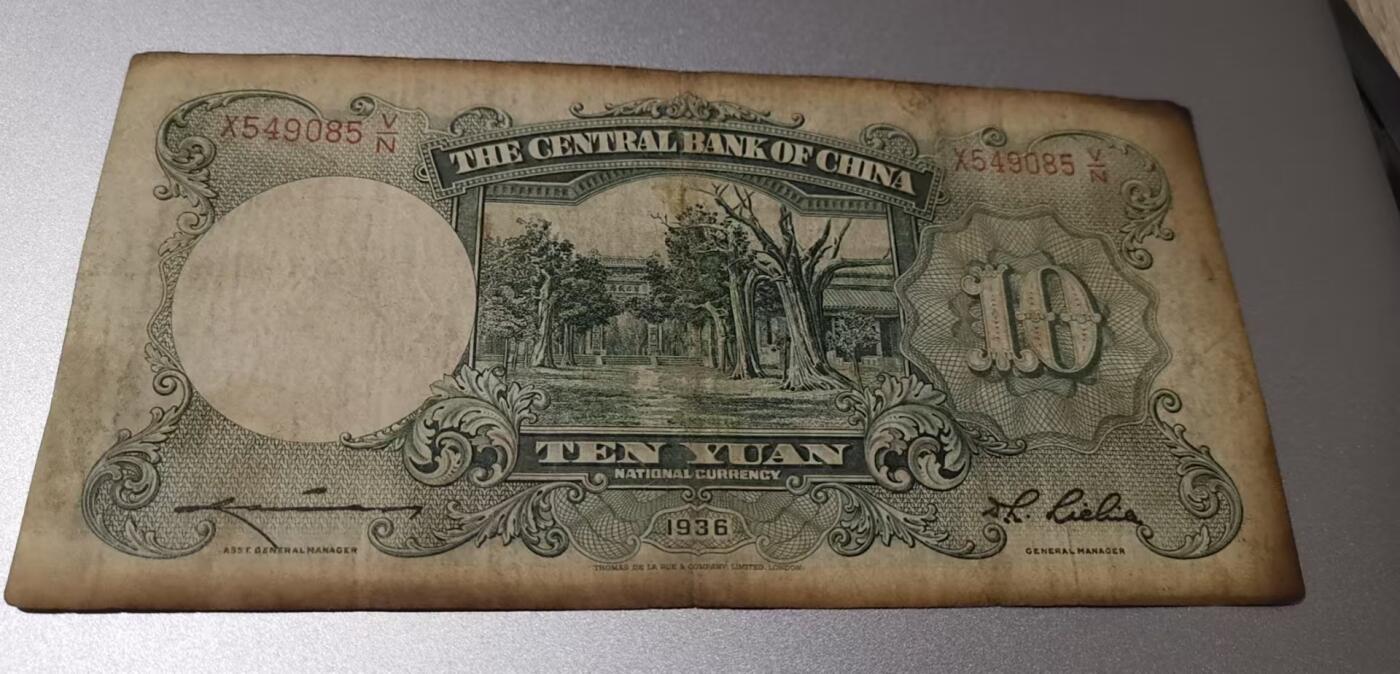 X549085 V/N
THE CENTRAL BANK OF CHINA
X549085 V/N
10
TEN YUAN
NATIONAL CURRENCY
1936
ASST. GENERAL MANAGER
GENERAL MANAGER
THOMAS DE LA RUE & COMPANY, LIMITED, LONDON.